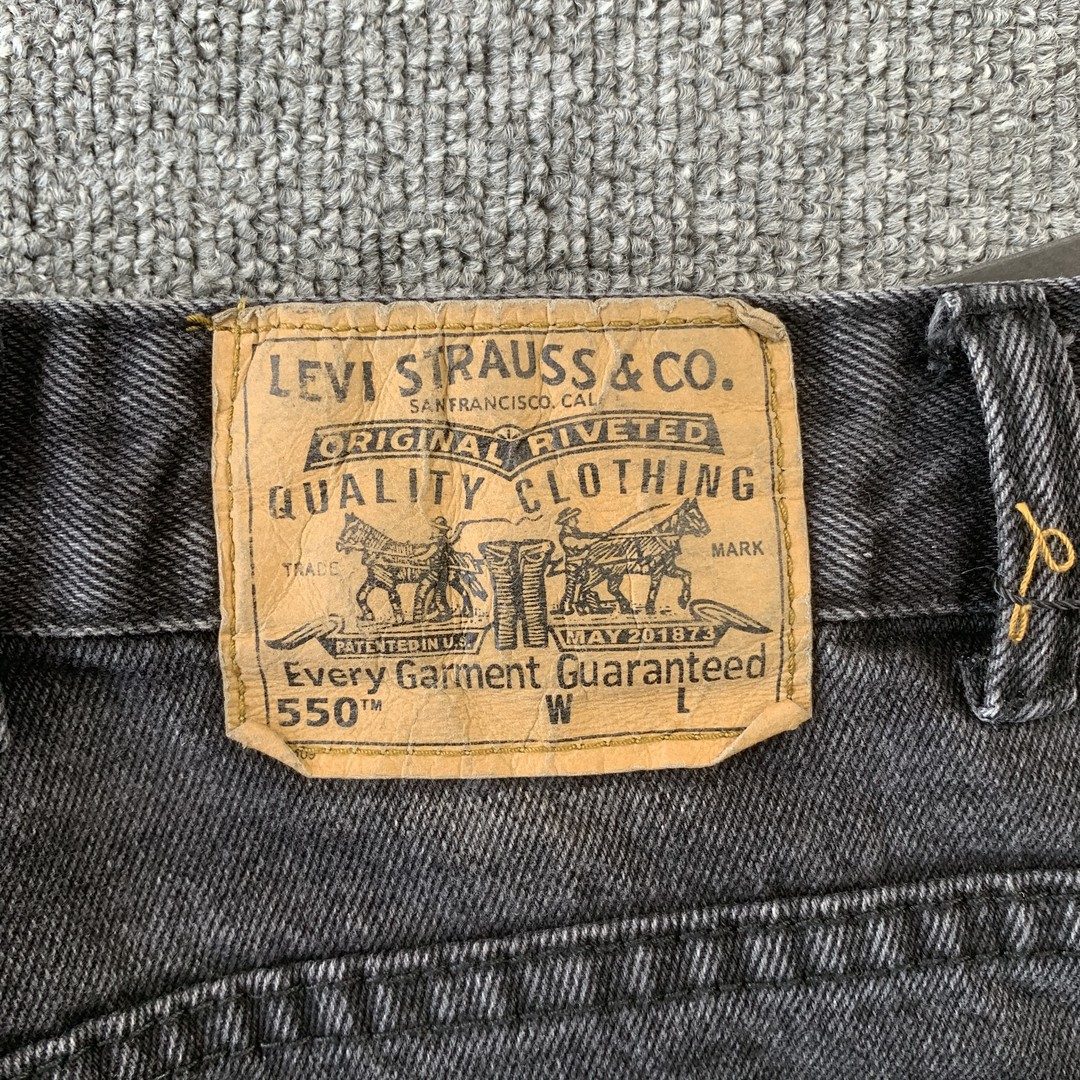 LEVI STRAUSS & CO.
SAN FRANCISCO, CAL.
ORIGINAL RIVETED
QUALITY CLOTHING
TRADE MARK
PATENTED IN U.S. MAY 20 1873
Every Garment Guaranteed
550™ W L